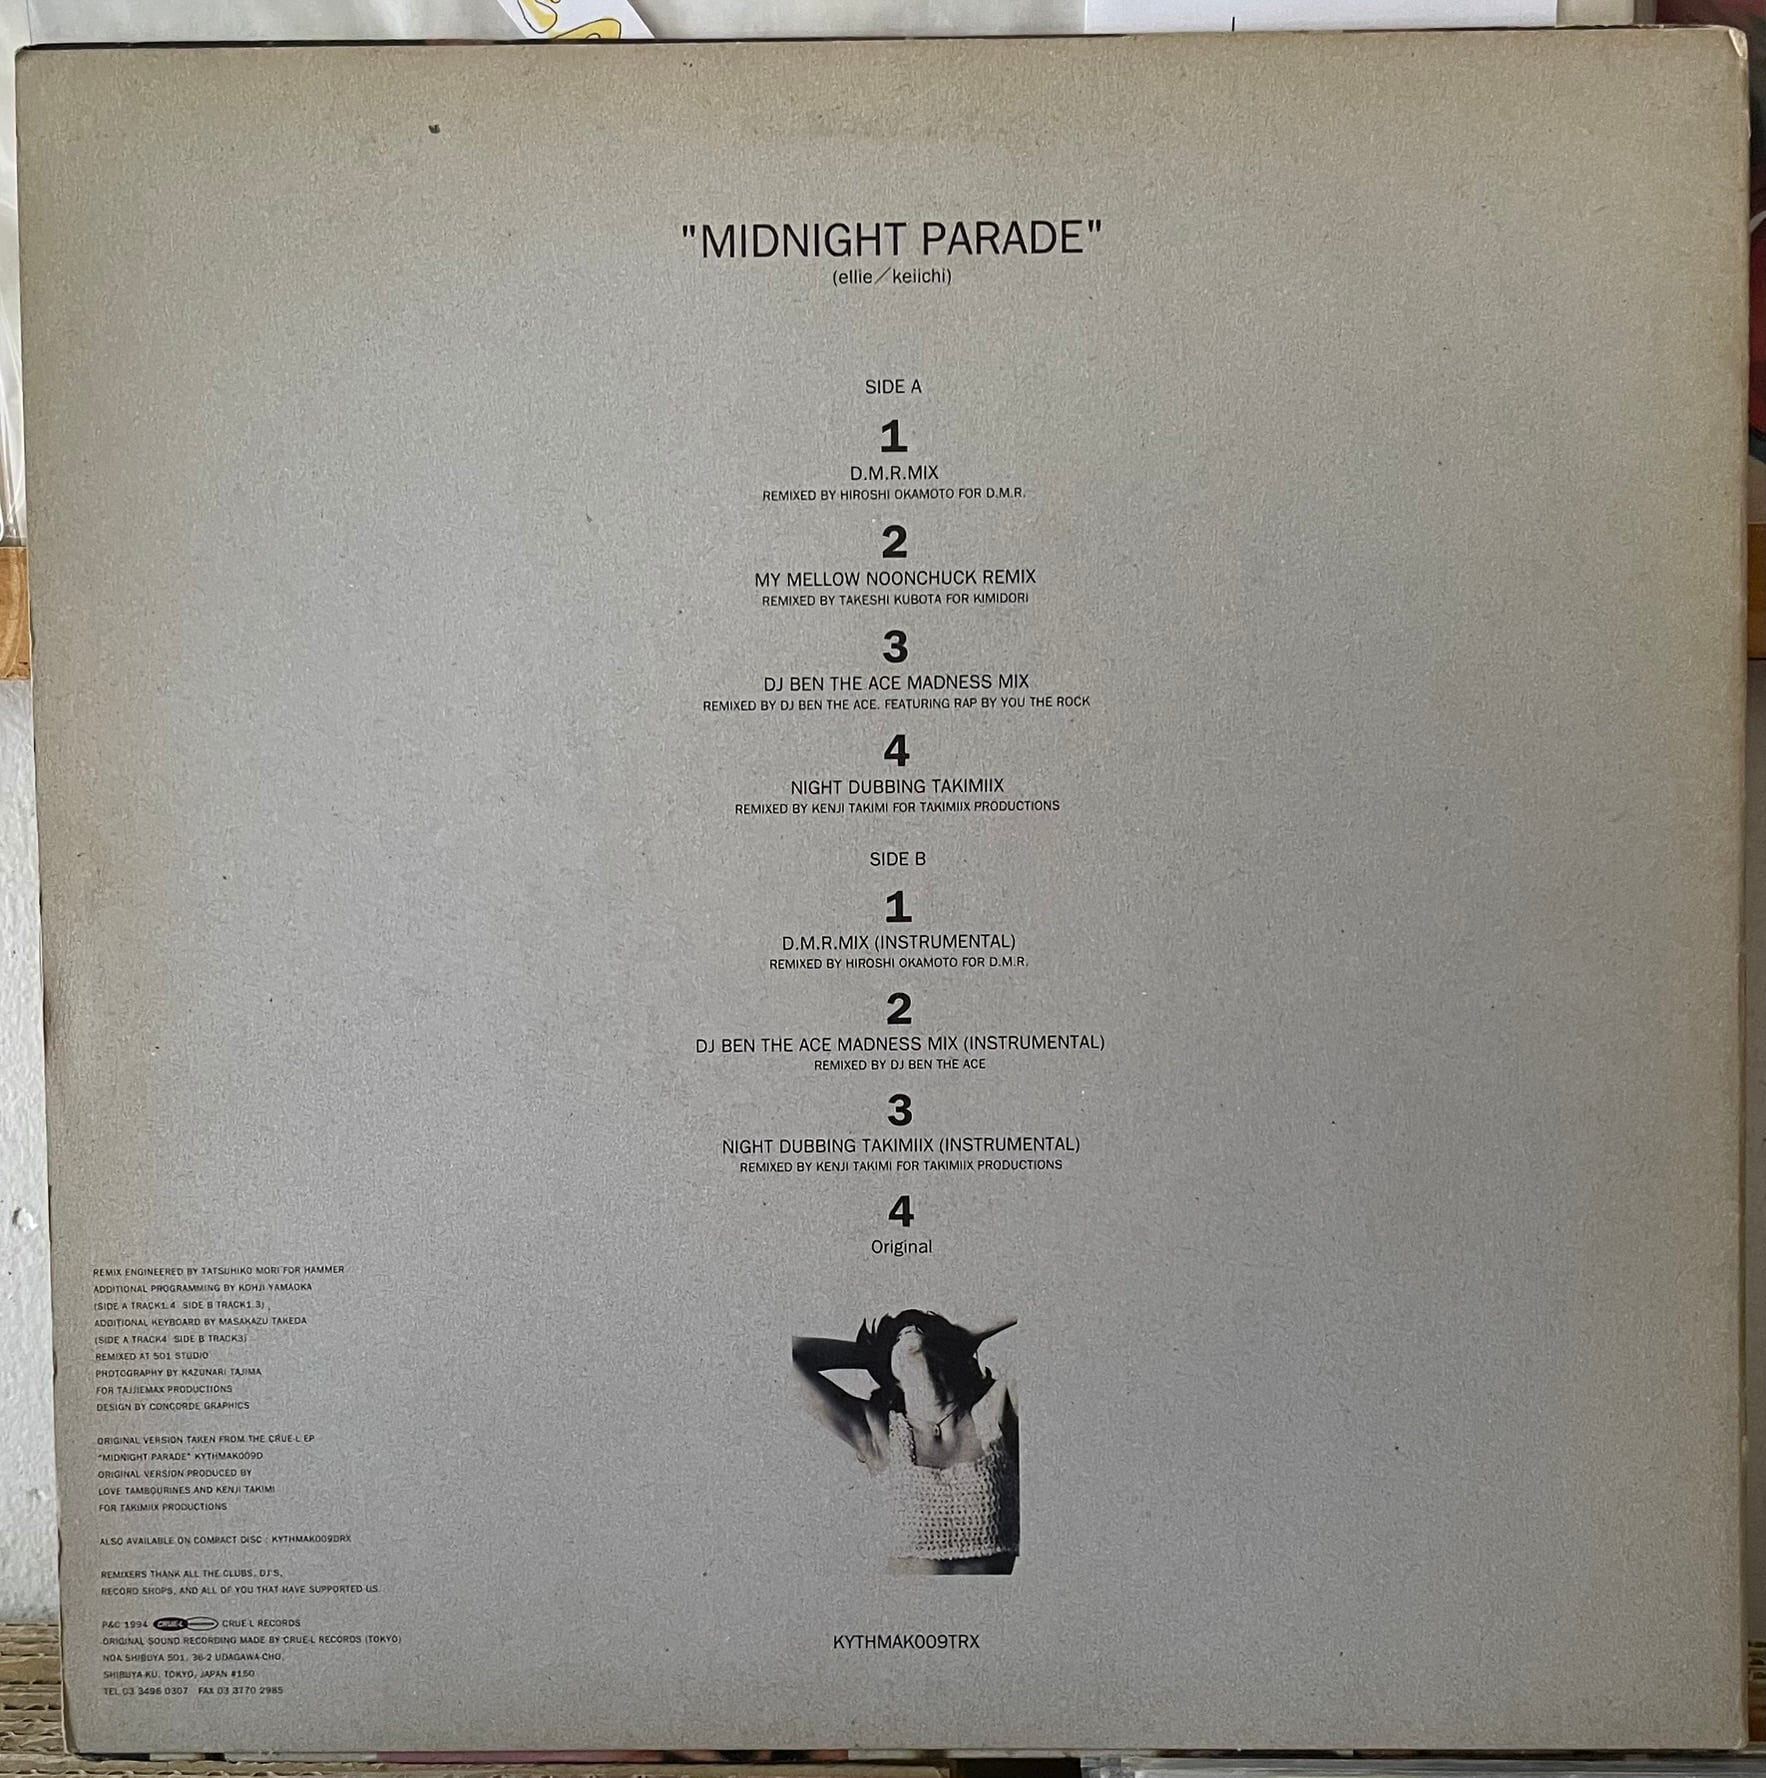 "MIDNIGHT PARADE"
(ellie/keiichi)
SIDE A
1
D.M.R.MIX
REMIXED BY HIROSHI OKAMOTO FOR D.M.R.
2
MY MELLOW NOONCHUCK REMIX
REMIXED BY TAKESHI KUBOTA FOR KIMIDORI
3
DJ BEN THE ACE MADNESS MIX
REMIXED BY DJ BEN THE ACE. FEATURING RAP BY YOU THE ROCK
4
NIGHT DUBBING TAKIMIIX
REMIXED BY KENJI TAKIMI FOR TAKIMIIX PRODUCTIONS
SIDE B
1
D.M.R.MIX (INSTRUMENTAL)
REMIXED BY HIROSHI OKAMOTO FOR D.M.R.
2
DJ BEN THE ACE MADNESS MIX (INSTRUMENTAL)
REMIXED BY DJ BEN THE ACE
3
NIGHT DUBBING TAKIMIIX (INSTRUMENTAL)
REMIXED BY KENJI TAKIMI FOR TAKIMIIX PRODUCTIONS
4
Original
REMIX ENGINEERED BY TATSUHIKO MORI FOR HAMMER
ADDITIONAL PROGRAMMING BY KOHJI YAMAOKA
(SIDE A TRACK1.4 SIDE B TRACK1.3),
ADDITIONAL KEYBOARD BY MASAKAZU TAKEDA
(SIDE A TRACK4 SIDE B TRACK3)
REMIXED AT 501 STUDIO
PHOTOGRAPHY BY KAZUNARI TAJIMA
FOR TAJJIEMAX PRODUCTIONS
DESIGN BY CONCORDE GRAPHICS
ORIGINAL VERSION TAKEN FROM THE CRUE-L EP
"MIDNIGHT PARADE" KYTHMAK009D
ORIGINAL VERSION PRODUCED BY
LOVE TAMBOURINES AND KENJI TAKIMI
FOR TAKIMIIX PRODUCTIONS
ALSO AVAILABLE ON COMPACT DISC : KYTHMAK009DRX
REMIXERS THANK ALL THE CLUBS, DJ'S,
RECORD SHOPS, AND ALL OF YOU THAT HAVE SUPPORTED US.
P&C 1994 CRUE-L CRUE-L RECORDS
ORIGINAL SOUND RECORDING MADE BY CRUE-L RECORDS (TOKYO)
NOA SHIBUYA 501, 36-2 UDAGAWA-CHO,
SHIBUYA-KU, TOKYO, JAPAN #150
TEL 03 3496 0307 FAX 03 3770 2985
KYTHMAK009TRX